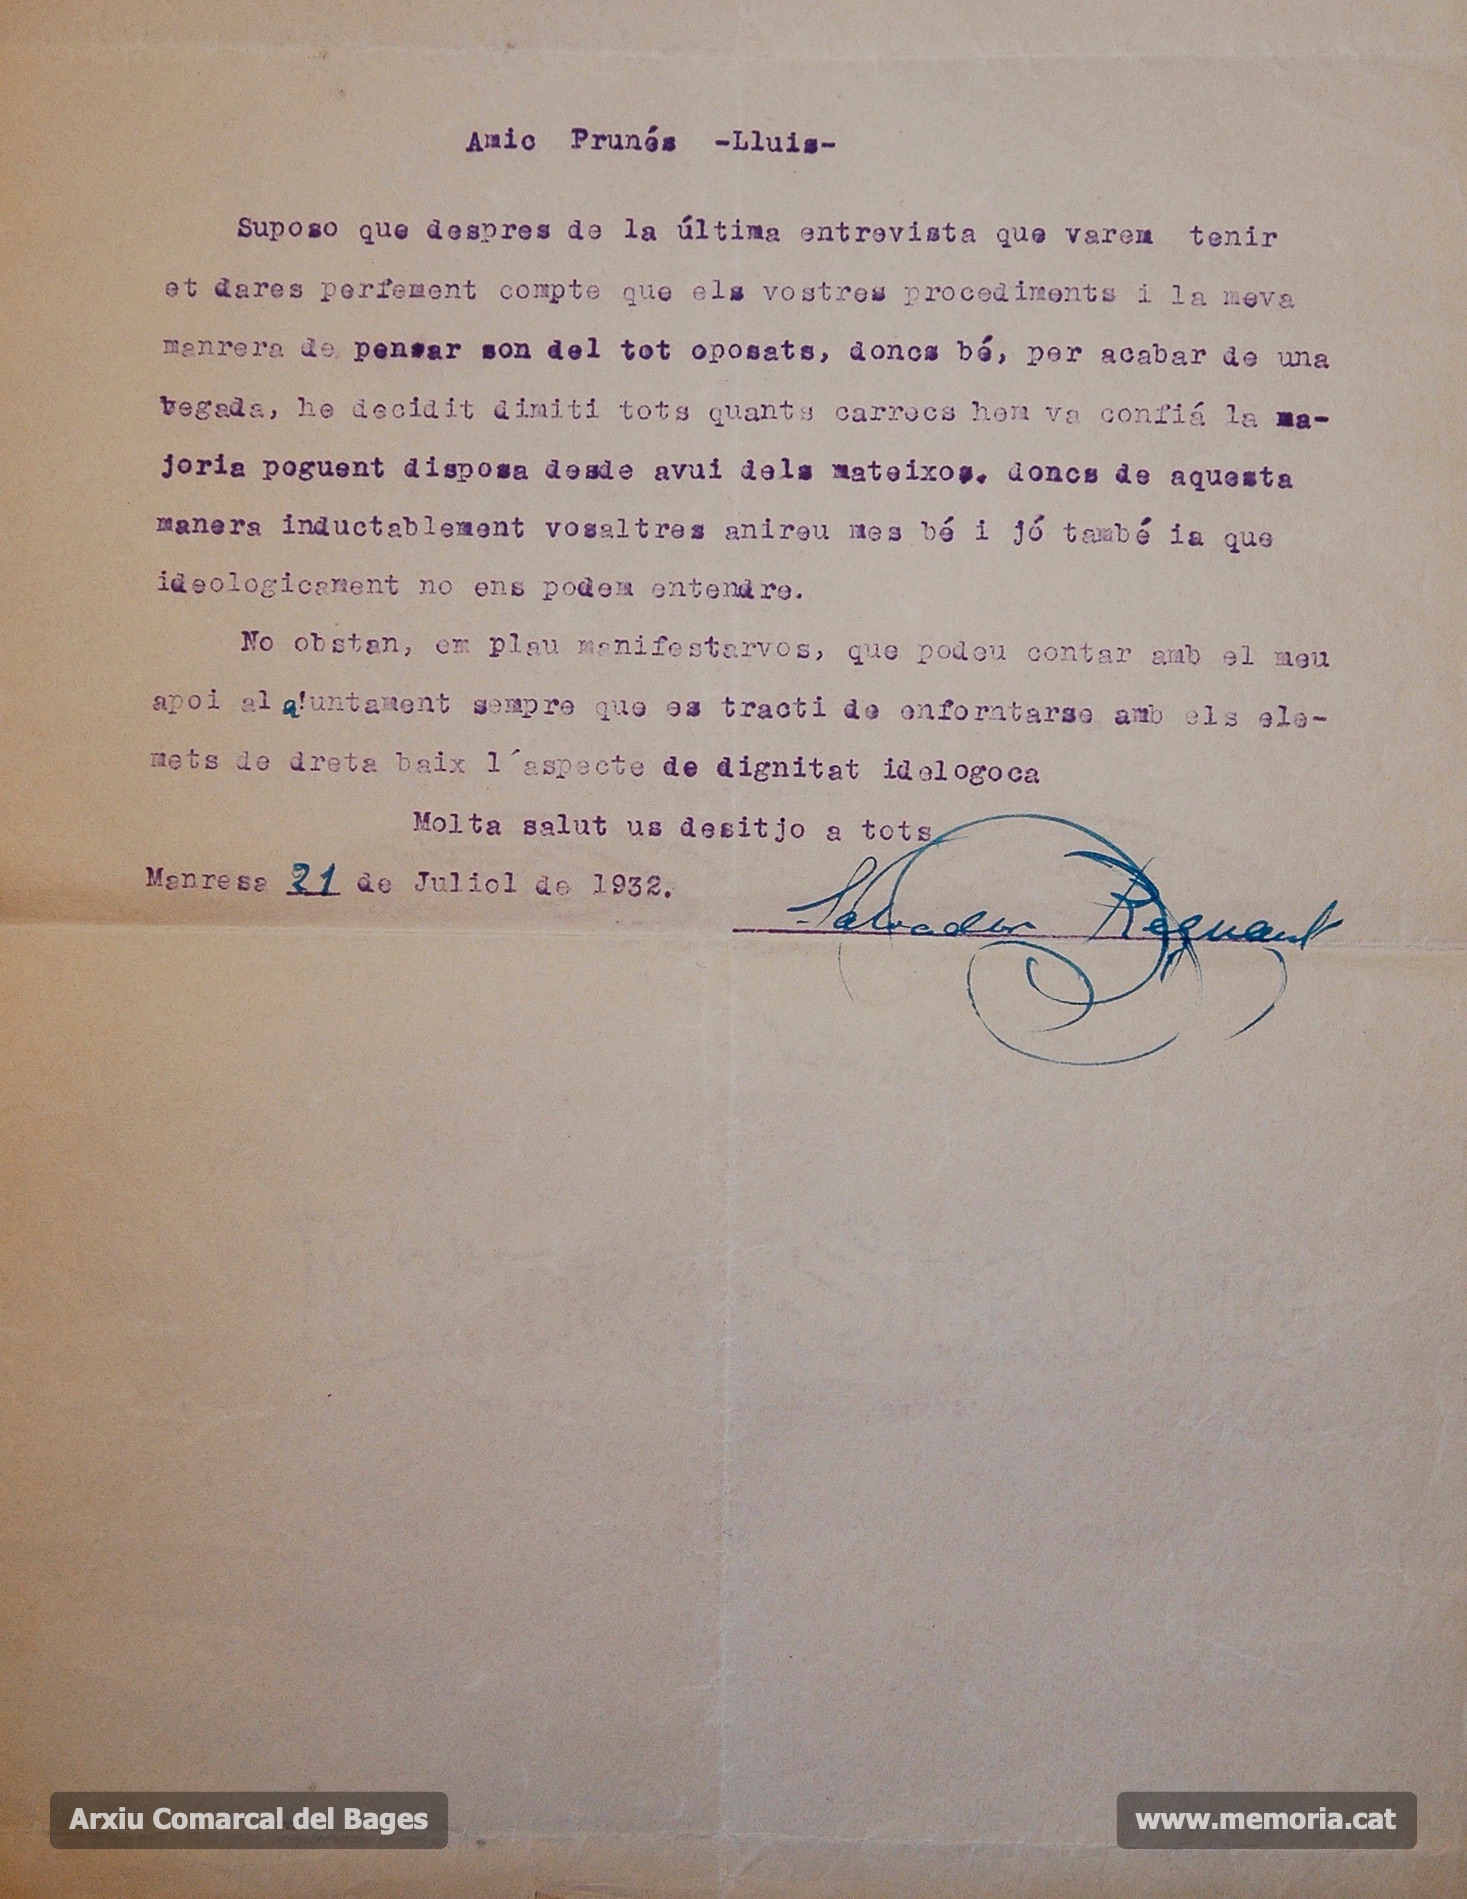 Amic Prunés -Lluis-
Suposo que despres de la última entrevista que varem tenir
et dares perfement compte que els vostres procediments i la meva
manrera de pensar son del tot oposats, doncs bé, per acabar de una
vegada, he decidit dimiti tots quants carrecs hem va confiá la ma-
joria poguent disposa desde avui dels mateixos. doncs de aquesta
manera inductablement vosaltres anireu mes bé i jó també ia que
ideologicament no ens podem entendre.
No obstan, em plau manifestarvos, que podeu contar amb el meu
apoi al a!untament sempre que es tracti de enforntarse amb els ele-
mets de dreta baix l´aspecte de dignitat idelogoca
Molta salut us desitjo a tots
Manresa 21 de Juliol de 1932.
Salvador Reguant
Arxiu Comarcal del Bages
www.memoria.cat